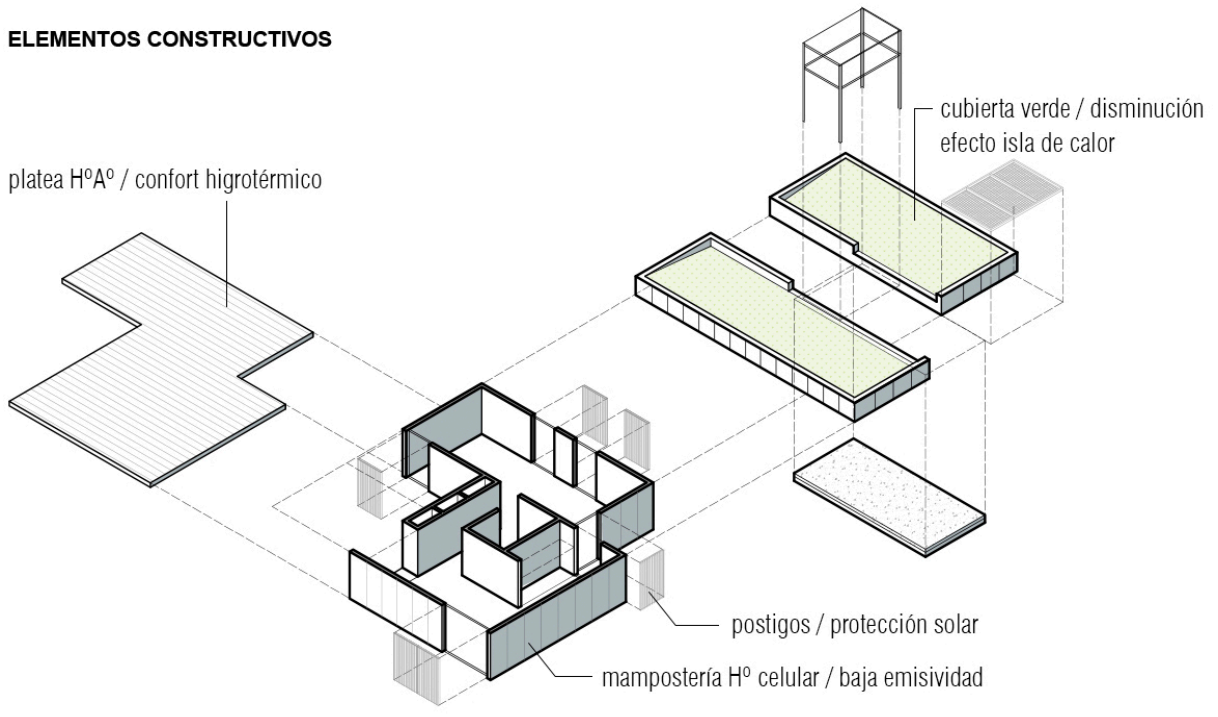 ELEMENTOS CONSTRUCTIVOS
cubierta verde / disminución
efecto isla de calor
platea HºAº / confort higrotérmico
postigos / protección solar
mampostería Hº celular / baja emisividad